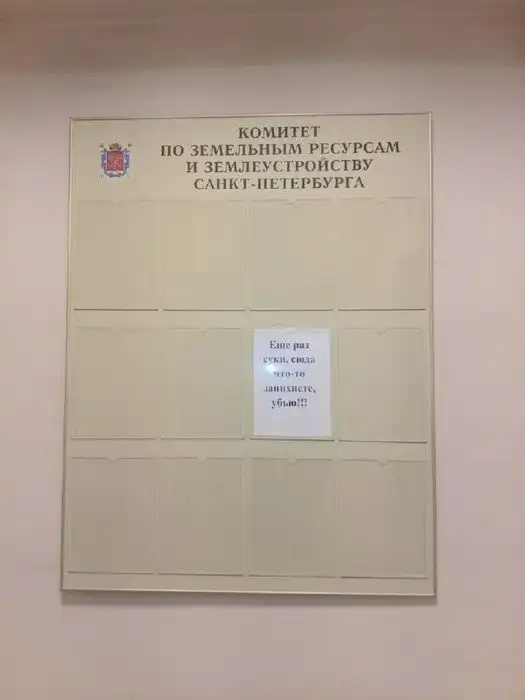 КОМИТЕТ
ПО ЗЕМЕЛЬНЫМ РЕСУРСАМ
И ЗЕМЛЕУСТРОЙСТВУ
САНКТ-ПЕТЕРБУРГА
Еще раз
суки, сюда
что-то
запихнете,
убью!!!